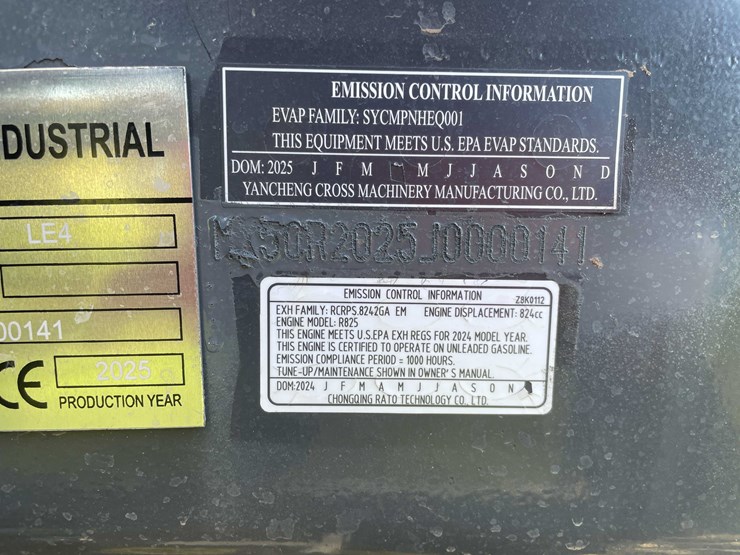 DUSTRIAL
LE4
00141
CE 2025
PRODUCTION YEAR
EMISSION CONTROL INFORMATION
EVAP FAMILY: SYCMPNHEQ001
THIS EQUIPMENT MEETS U.S. EPA EVAP STANDARDS.
DOM: 2025 J F M M J J A S O N D
YANCHENG CROSS MACHINERY MANUFACTURING CO., LTD.
EMISSION CONTROL INFORMATION Z8K0112
EXH FAMILY: RCRPS.8242GA EM ENGINE DISPLACEMENT: 824cc
ENGINE MODEL: R825
THIS ENGINE MEETS U.S.EPA EXH REGS FOR 2024 MODEL YEAR.
THIS ENGINE IS CERTIFIED TO OPERATE ON UNLEADED GASOLINE.
EMISSION COMPLIANCE PERIOD = 1000 HOURS.
TUNE-UP/MAINTENANCE SHOWN IN OWNER'S MANUAL
DOM:2024 J F M A M J J A S O N
CHONGQING RATO TECHNOLOGY CO., LTD.